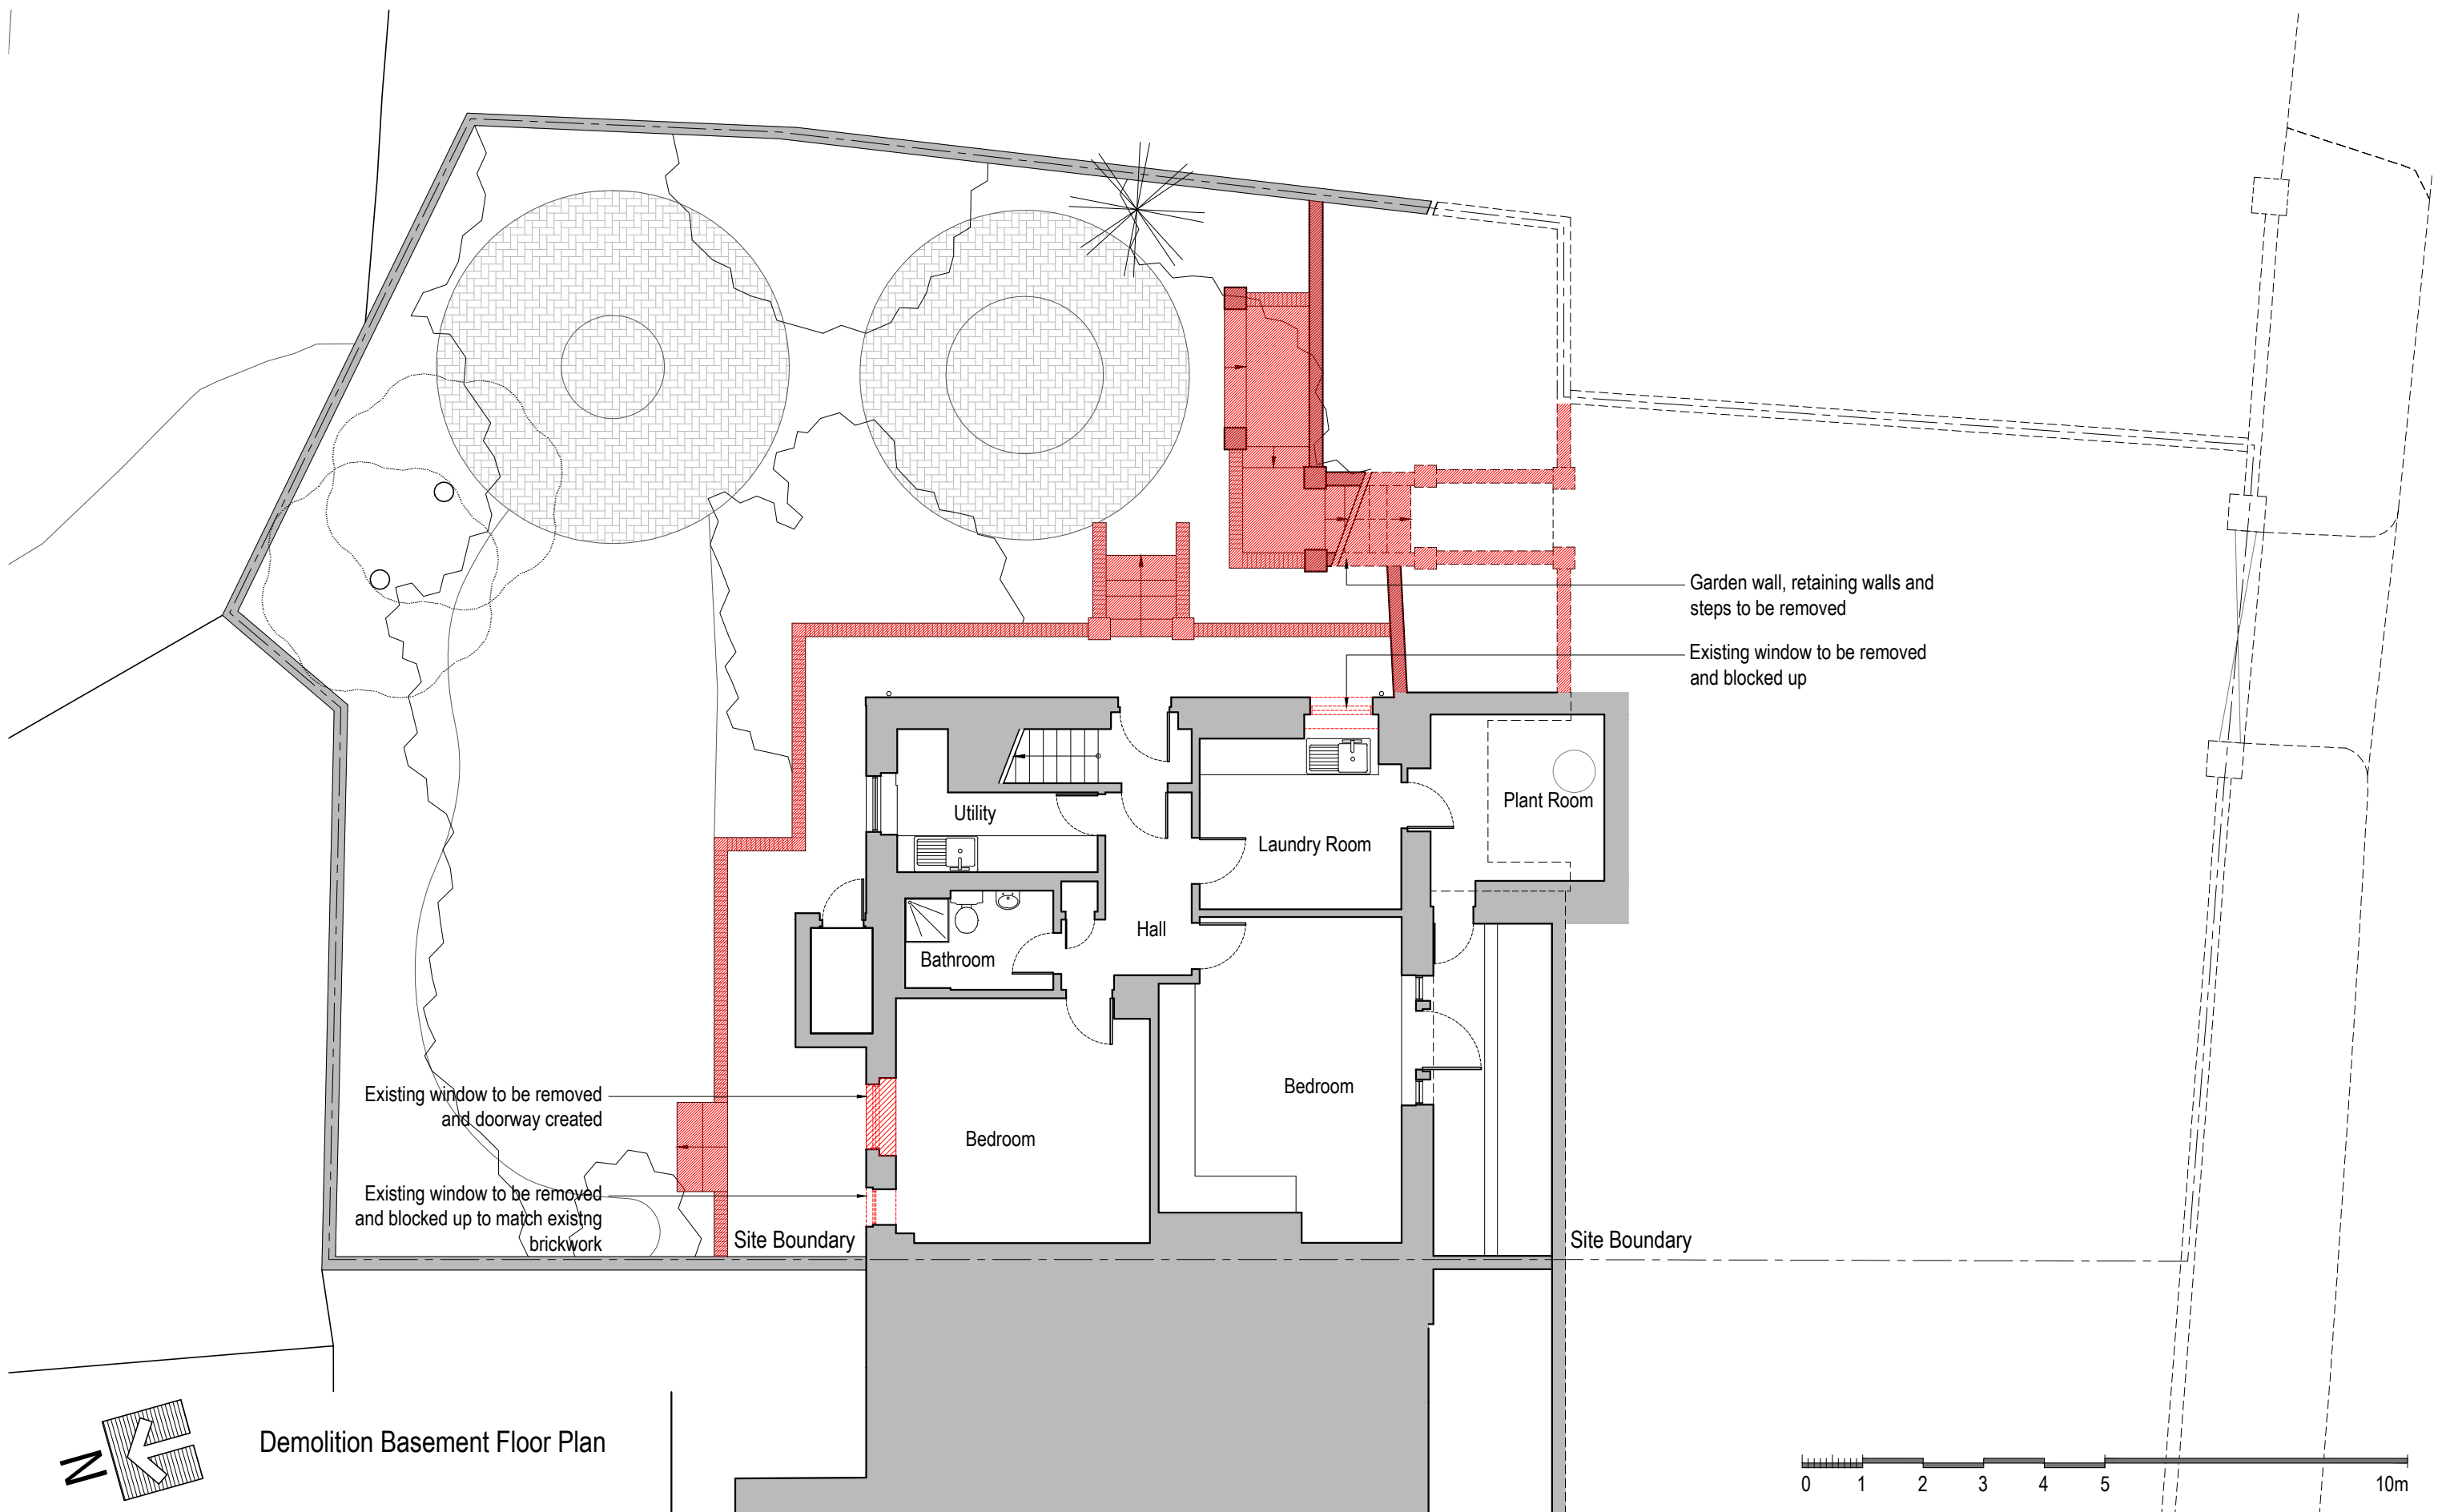 Garden wall, retaining walls and
steps to be removed
Existing window to be removed
and blocked up
Plant Room
Utility
Laundry Room
Hall
Bathroom
Bedroom
Bedroom
Existing window to be removed
and doorway created
Existing window to be removed
and blocked up to match existng
brickwork
Site Boundary
Site Boundary
N
Demolition Basement Floor Plan
0 1 2 3 4 5 10m